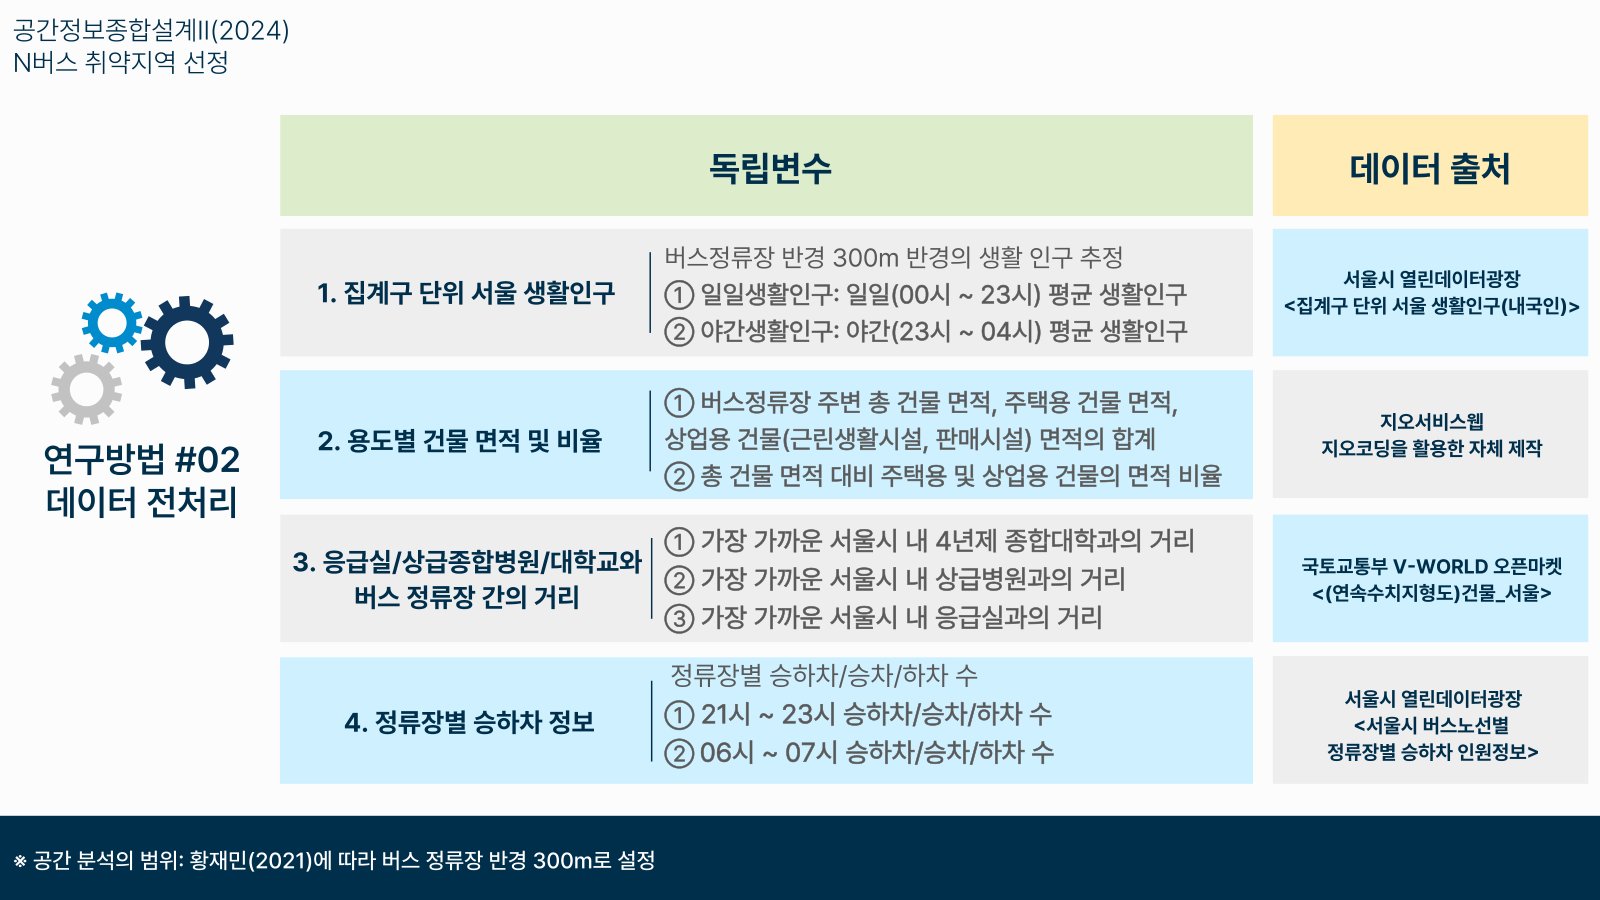 공간정보종합설계II(2024)
N버스 취약지역 선정
연구방법 #02
데이터 전처리
독립변수
데이터 출처
1. 집계구 단위 서울 생활인구
버스정류장 반경 300m 반경의 생활 인구 추정
① 일일생활인구: 일일(00시 ~ 23시) 평균 생활인구
② 야간생활인구: 야간(23시 ~ 04시) 평균 생활인구
서울시 열린데이터광장
<집계구 단위 서울 생활인구(내국인)>
2. 용도별 건물 면적 및 비율
① 버스정류장 주변 총 건물 면적, 주택용 건물 면적,
상업용 건물(근린생활시설, 판매시설) 면적의 합계
② 총 건물 면적 대비 주택용 및 상업용 건물의 면적 비율
지오서비스웹
지오코딩을 활용한 자체 제작
3. 응급실/상급종합병원/대학교와
버스 정류장 간의 거리
① 가장 가까운 서울시 내 4년제 종합대학과의 거리
② 가장 가까운 서울시 내 상급병원과의 거리
③ 가장 가까운 서울시 내 응급실과의 거리
국토교통부 V-WORLD 오픈마켓
<(연속수치지형도)건물_서울>
4. 정류장별 승하차 정보
정류장별 승하차/승차/하차 수
① 21시 ~ 23시 승하차/승차/하차 수
② 06시 ~ 07시 승하차/승차/하차 수
서울시 열린데이터광장
<서울시 버스노선별
정류장별 승하차 인원정보>
※ 공간 분석의 범위: 황재민(2021)에 따라 버스 정류장 반경 300m로 설정